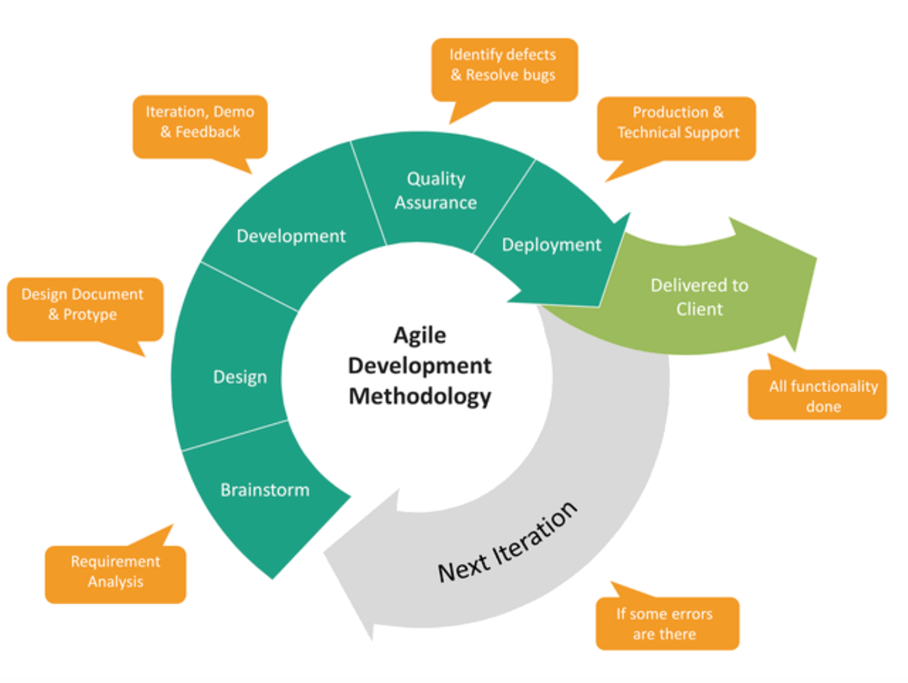 Identify defects
& Resolve bugs
Iteration, Demo
& Feedback
Production &
Technical Support
Quality
Assurance
Development
Deployment
Delivered to
Client
Design Document
& Protype
Agile
Development
Methodology
Design
All functionality
done
Brainstorm
Next Iteration
Requirement
Analysis
If some errors
are there